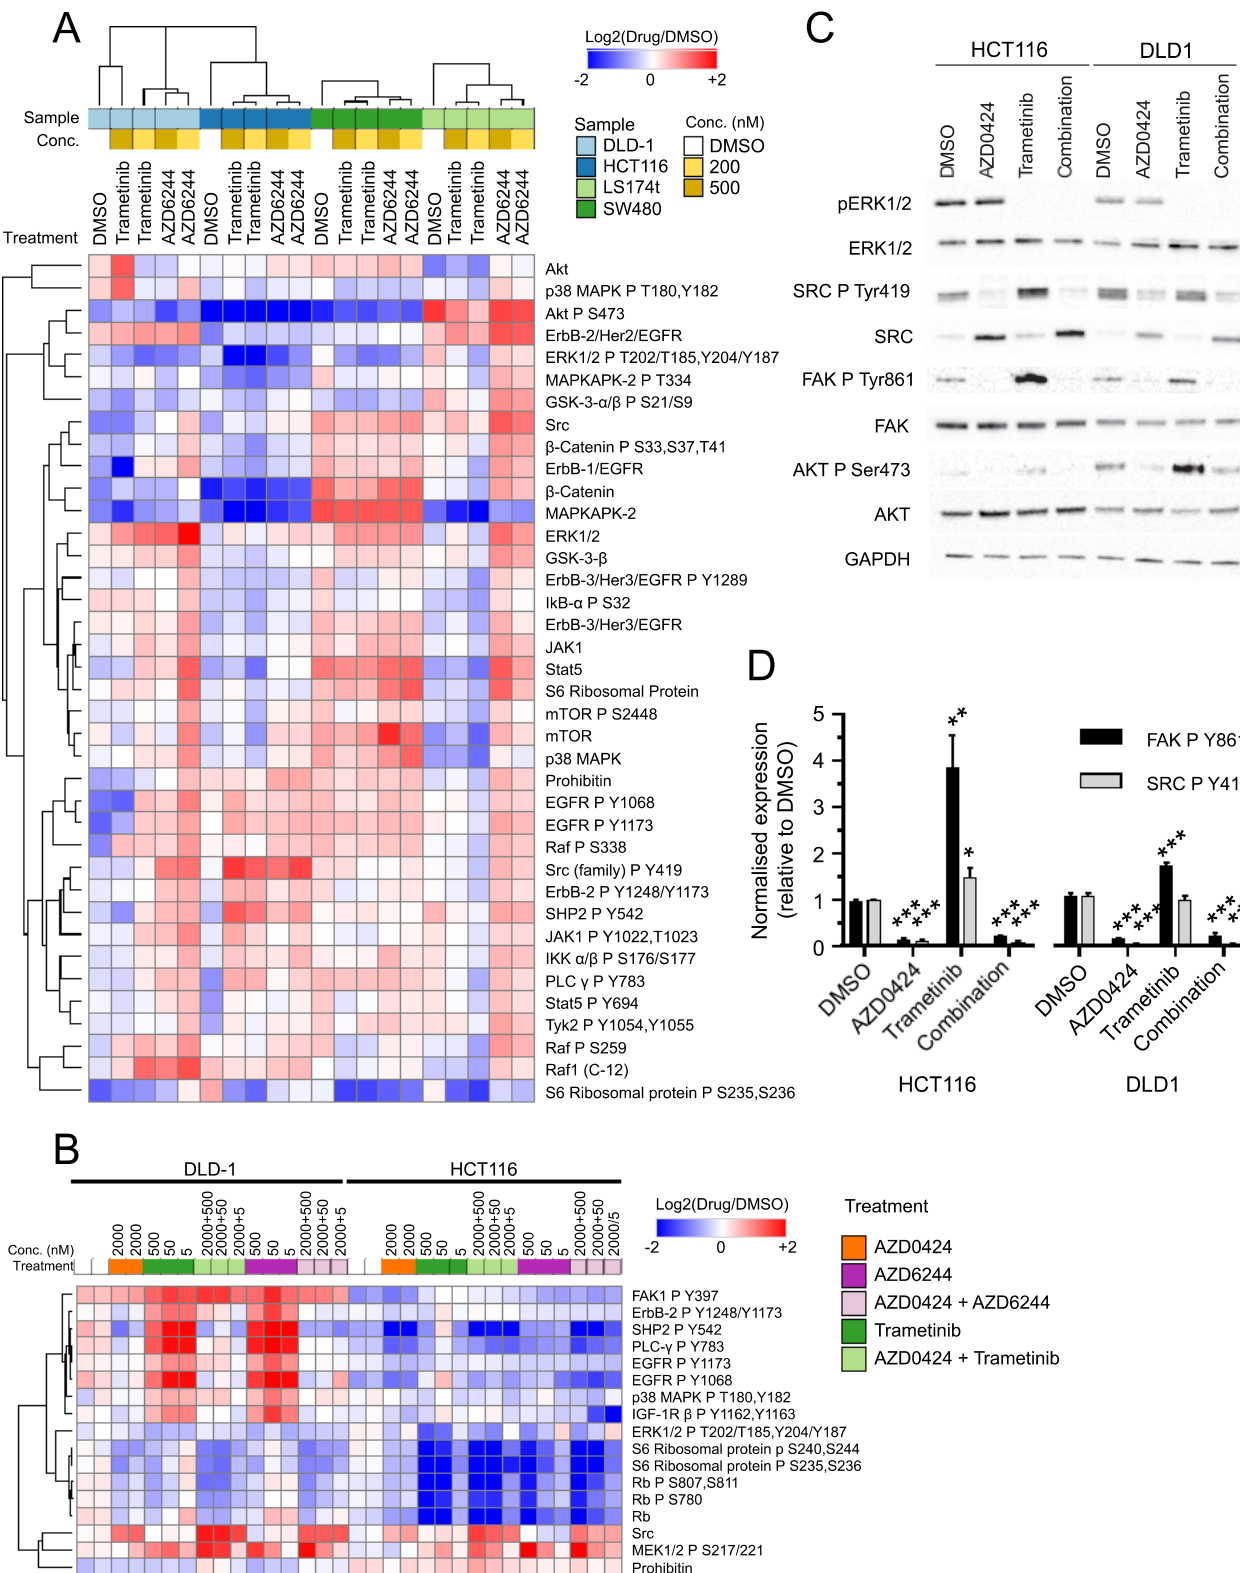 A
Log2(Drug/DMSO)
-2 0 +2
Sample
Conc.
Sample
DLD-1
HCT116
LS174t
SW480
Conc. (nM)
DMSO
200
500
Treatment
DMSO
Trametinib
Trametinib
AZD6244
AZD6244
DMSO
Trametinib
Trametinib
AZD6244
AZD6244
DMSO
Trametinib
Trametinib
AZD6244
AZD6244
DMSO
Trametinib
Trametinib
AZD6244
AZD6244
Akt
p38 MAPK P T180,Y182
Akt P S473
ErbB-2/Her2/EGFR
ERK1/2 P T202/T185,Y204/Y187
MAPKAPK-2 P T334
GSK-3-α/β P S21/S9
Src
β-Catenin P S33,S37,T41
ErbB-1/EGFR
β-Catenin
MAPKAPK-2
ERK1/2
GSK-3-β
ErbB-3/Her3/EGFR P Y1289
IkB-α P S32
ErbB-3/Her3/EGFR
JAK1
Stat5
S6 Ribosomal Protein
mTOR P S2448
mTOR
p38 MAPK
Prohibitin
EGFR P Y1068
EGFR P Y1173
Raf P S338
Src (family) P Y419
ErbB-2 P Y1248/Y1173
SHP2 P Y542
JAK1 P Y1022,T1023
IKK α/β P S176/S177
PLC γ P Y783
Stat5 P Y694
Tyk2 P Y1054,Y1055
Raf P S259
Raf1 (C-12)
S6 Ribosomal protein P S235,S236
B
DLD-1
HCT116
Conc. (nM)
Treatment
2000
2000
500
50
5
2000+500
2000+50
2000+5
500
50
5
2000+500
2000+50
2000+5
2000
2000
500
50
5
2000+500
2000+50
2000+5
500
50
5
2000+500
2000+50
2000/5
Log2(Drug/DMSO)
-2 0 +2
Treatment
AZD0424
AZD6244
AZD0424 + AZD6244
Trametinib
AZD0424 + Trametinib
FAK1 P Y397
ErbB-2 P Y1248/Y1173
SHP2 P Y542
PLC-γ P Y783
EGFR P Y1173
EGFR P Y1068
p38 MAPK P T180,Y182
IGF-1R β P Y1162,Y1163
ERK1/2 P T202/T185,Y204/Y187
S6 Ribosomal protein p S240,S244
S6 Ribosomal protein P S235,S236
Rb P S807,S811
Rb P S780
Rb
Src
MEK1/2 P S217/221
Prohibitin
C
HCT116
DLD1
DMSO
AZD0424
Trametinib
Combination
DMSO
AZD0424
Trametinib
Combination
pERK1/2
ERK1/2
SRC P Tyr419
SRC
FAK P Tyr861
FAK
AKT P Ser473
AKT
GAPDH
D
Normalised expression
(relative to DMSO)
5
4
3
2
1
0
FAK P Y861
SRC P Y41
***
***
**
*
***
***
***
***
***
***
**
DMSO
AZD0424
Trametinib
Combination
DMSO
AZD0424
Trametinib
Combination
HCT116
DLD1